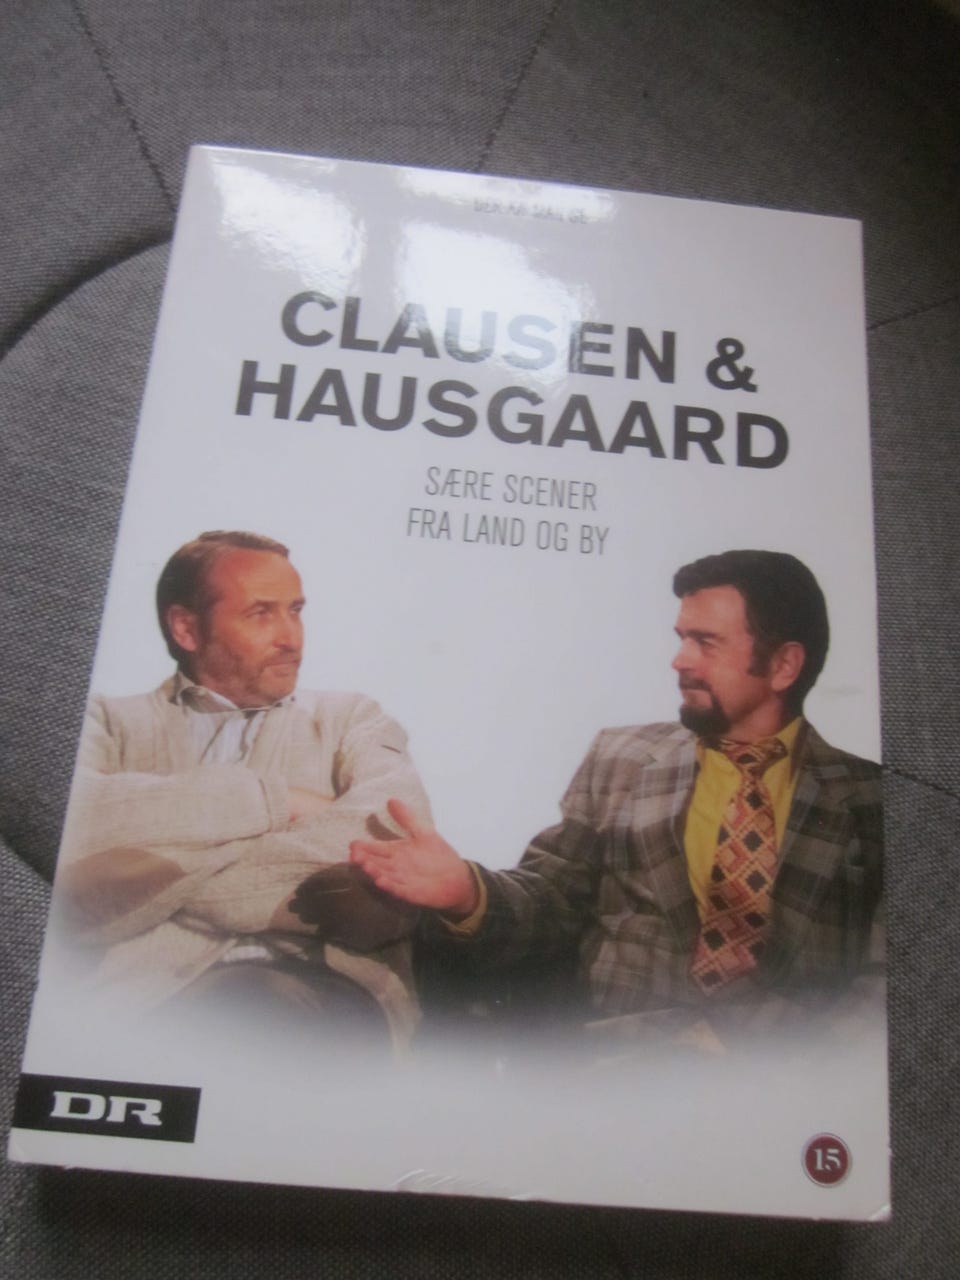 CLAUSEN &
HAUSGAARD
SÆRE SCENER
FRA LAND OG BY
DR
15